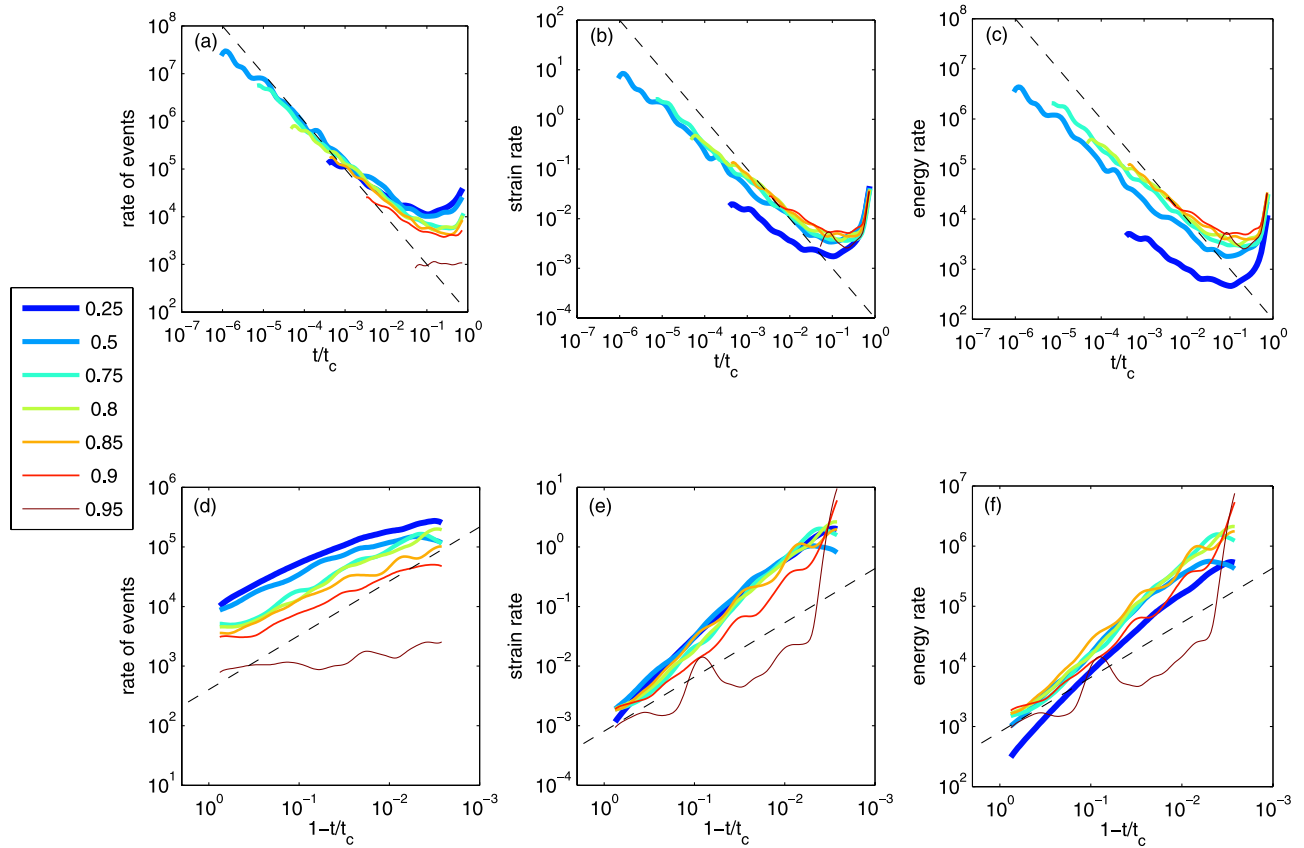 (a)
rate of events
10^8
10^7
10^6
10^5
10^4
10^3
10^2
10^-7 10^-6 10^-5 10^-4 10^-3 10^-2 10^-1 10^0
t/t_c
(b)
strain rate
10^2
10^1
10^0
10^-1
10^-2
10^-3
10^-4
10^-7 10^-6 10^-5 10^-4 10^-3 10^-2 10^-1 10^0
t/t_c
(c)
energy rate
10^8
10^7
10^6
10^5
10^4
10^3
10^2
10^-7 10^-6 10^-5 10^-4 10^-3 10^-2 10^-1 10^0
t/t_c
0.25
0.5
0.75
0.8
0.85
0.9
0.95
(d)
rate of events
10^6
10^5
10^4
10^3
10^2
10^1
10^0 10^-1 10^-2 10^-3
1-t/t_c
(e)
strain rate
10^1
10^0
10^-1
10^-2
10^-3
10^-4
10^0 10^-1 10^-2 10^-3
1-t/t_c
(f)
energy rate
10^7
10^6
10^5
10^4
10^3
10^2
10^0 10^-1 10^-2 10^-3
1-t/t_c